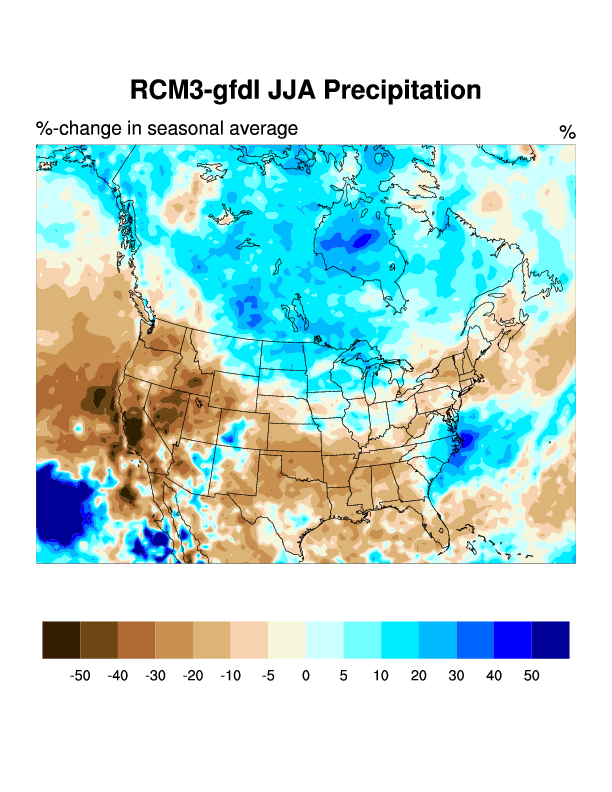 RCM3-gfdl JJA Precipitation
%-change in seasonal average %
-50 -40 -30 -20 -10 -5 0 5 10 20 30 40 50